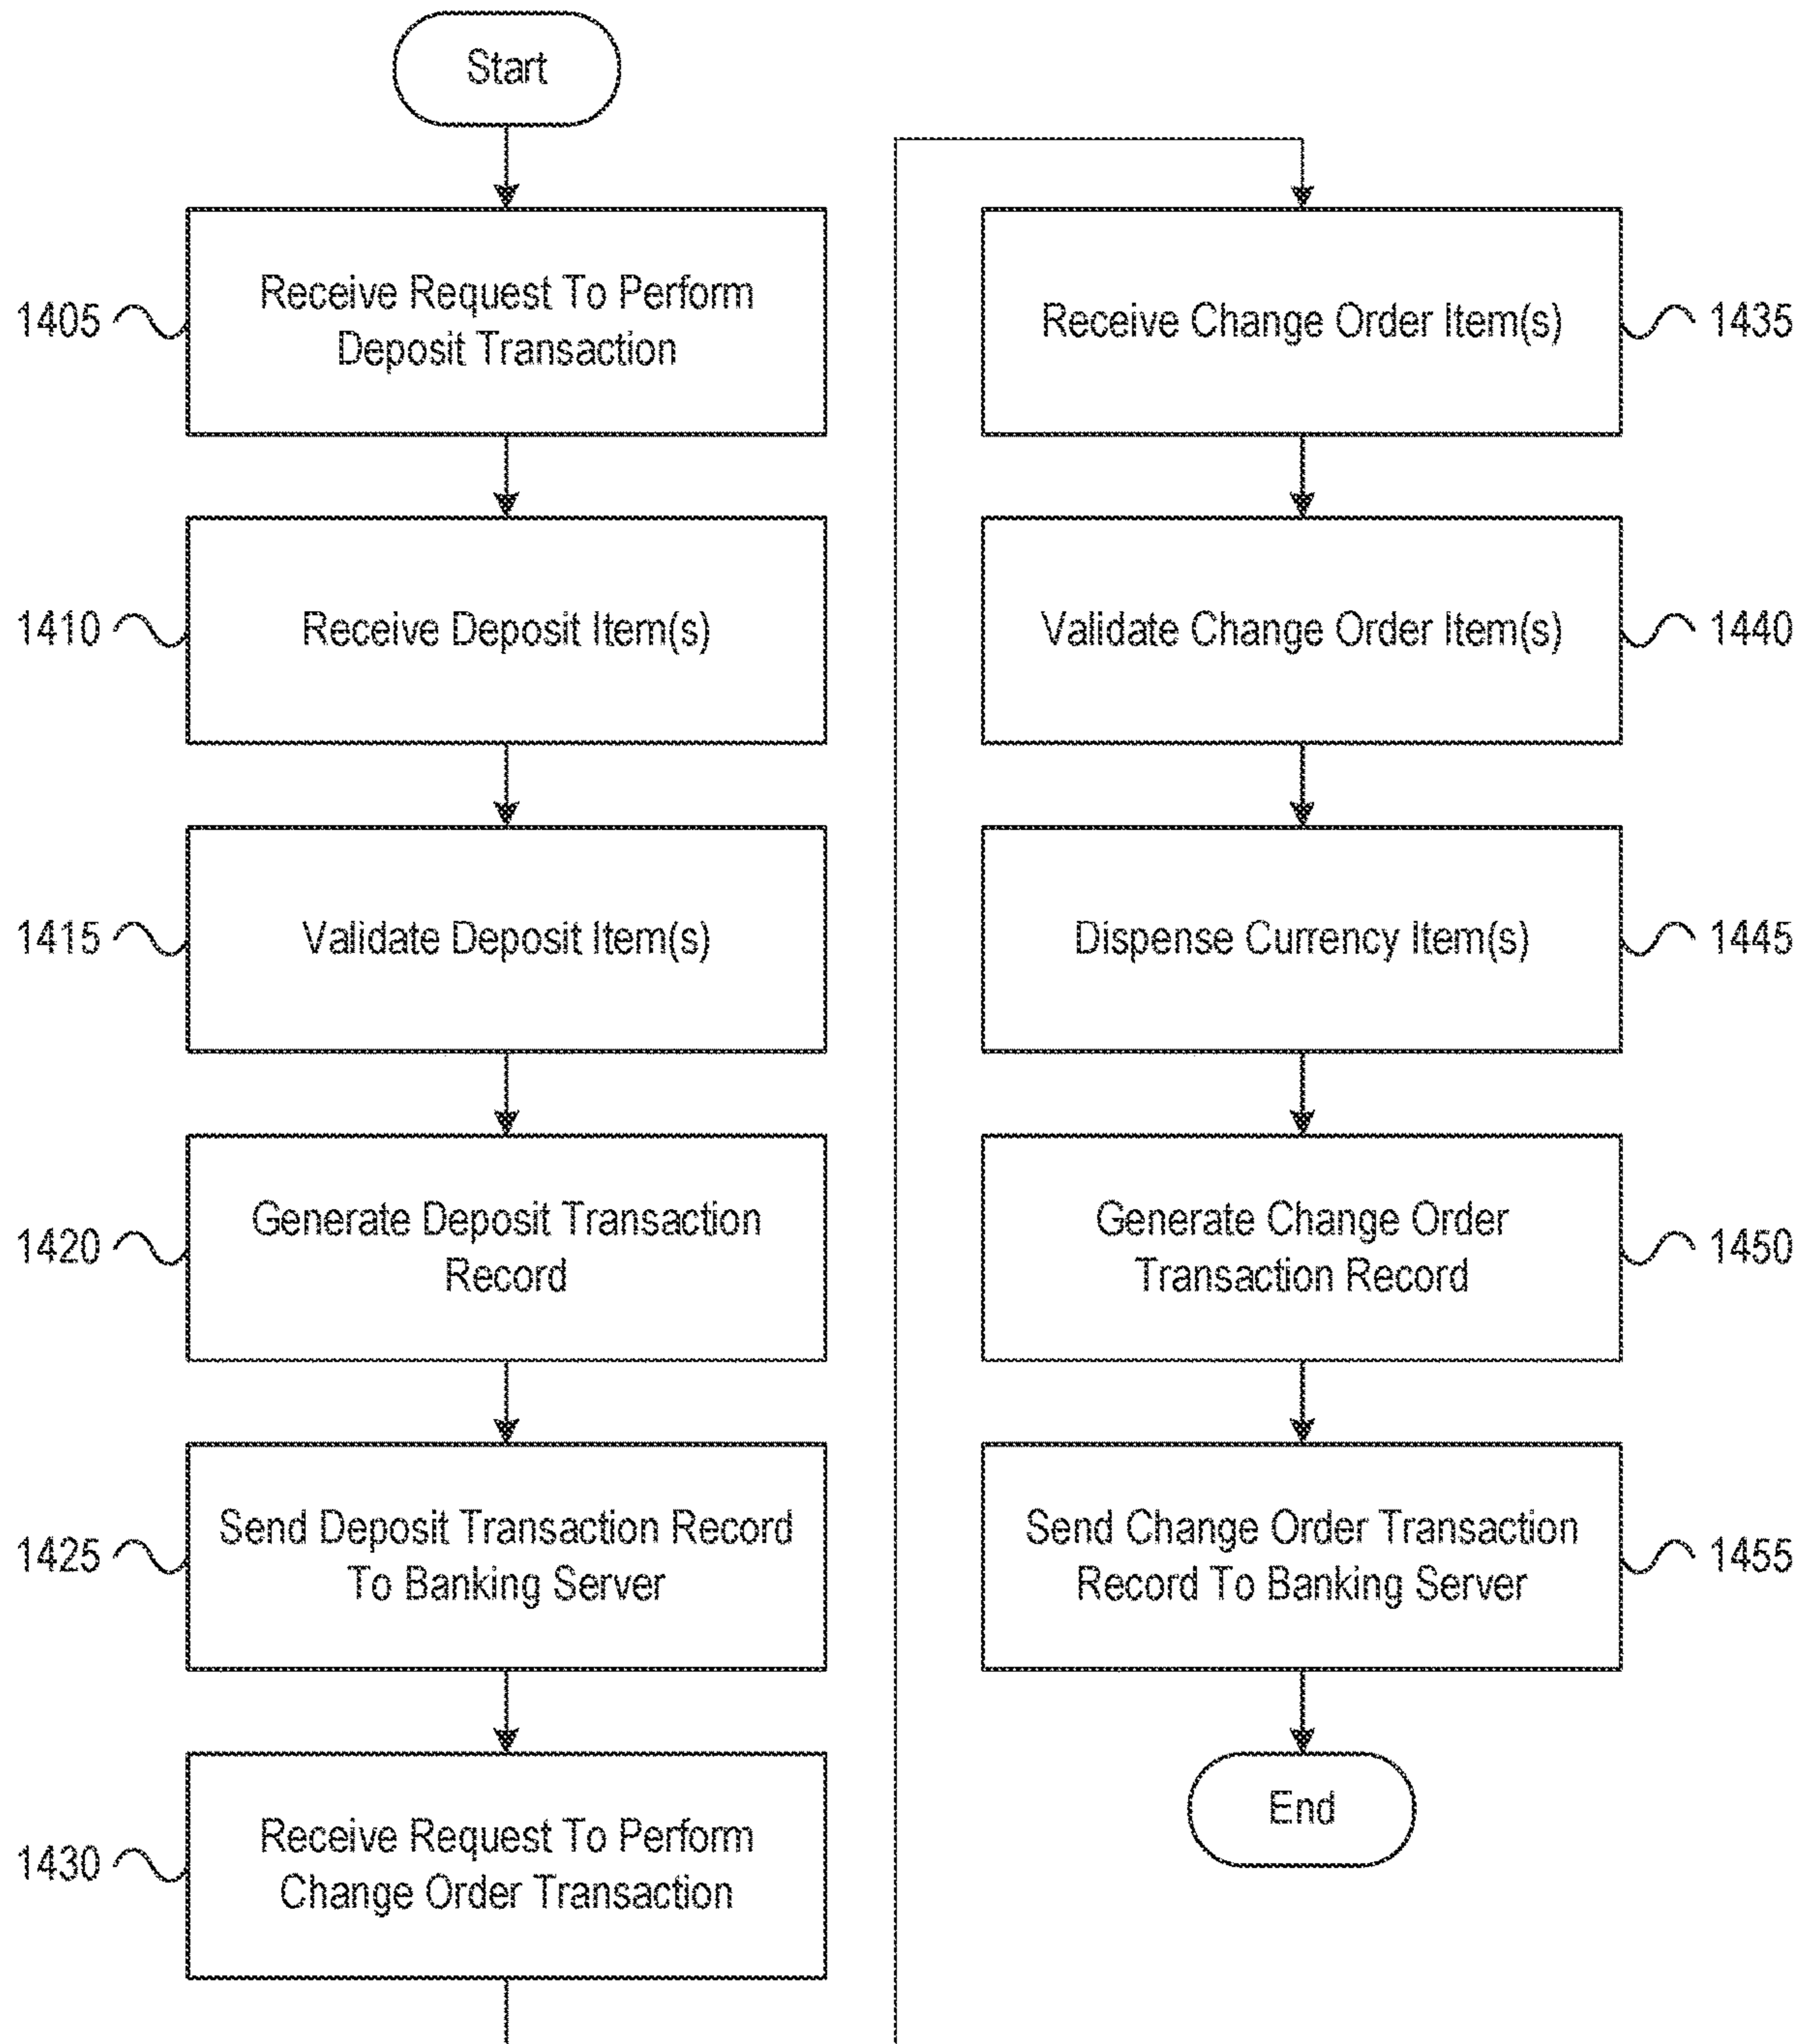 Start
1405
Receive Request To Perform
Deposit Transaction
1410
Receive Deposit Item(s)
1415
Validate Deposit Item(s)
1420
Generate Deposit Transaction
Record
1425
Send Deposit Transaction Record
To Banking Server
1430
Receive Request To Perform
Change Order Transaction
Receive Change Order Item(s)
1435
Validate Change Order Item(s)
1440
Dispense Currency Item(s)
1445
Generate Change Order
Transaction Record
1450
Send Change Order Transaction
Record To Banking Server
1455
End